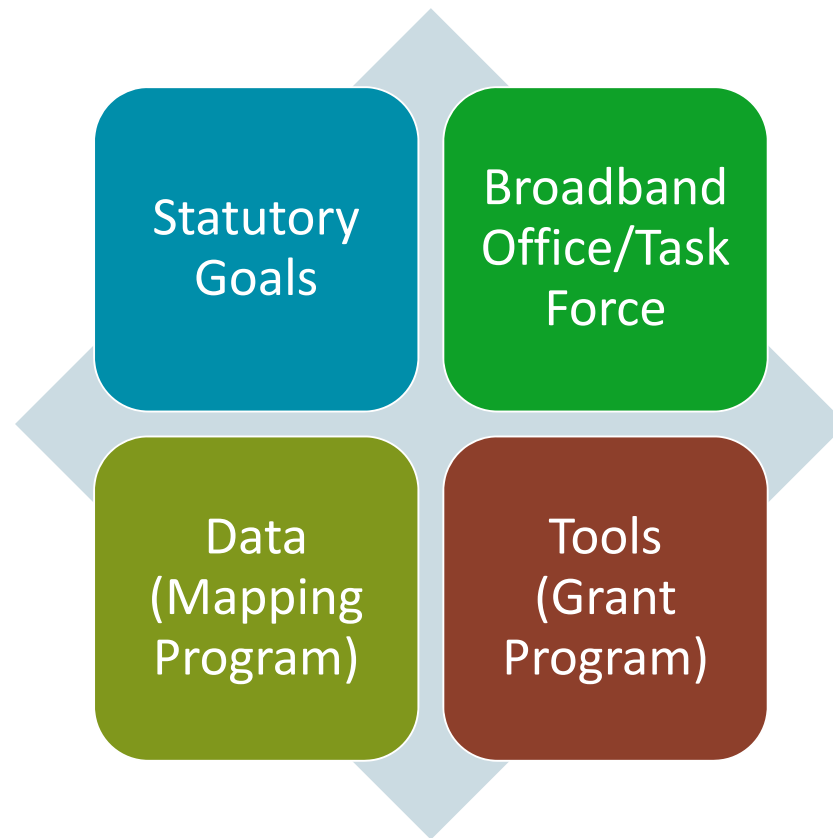 Statutory
Goals
Broadband
Office/Task
Force
Data
(Mapping
Program)
Tools
(Grant
Program)